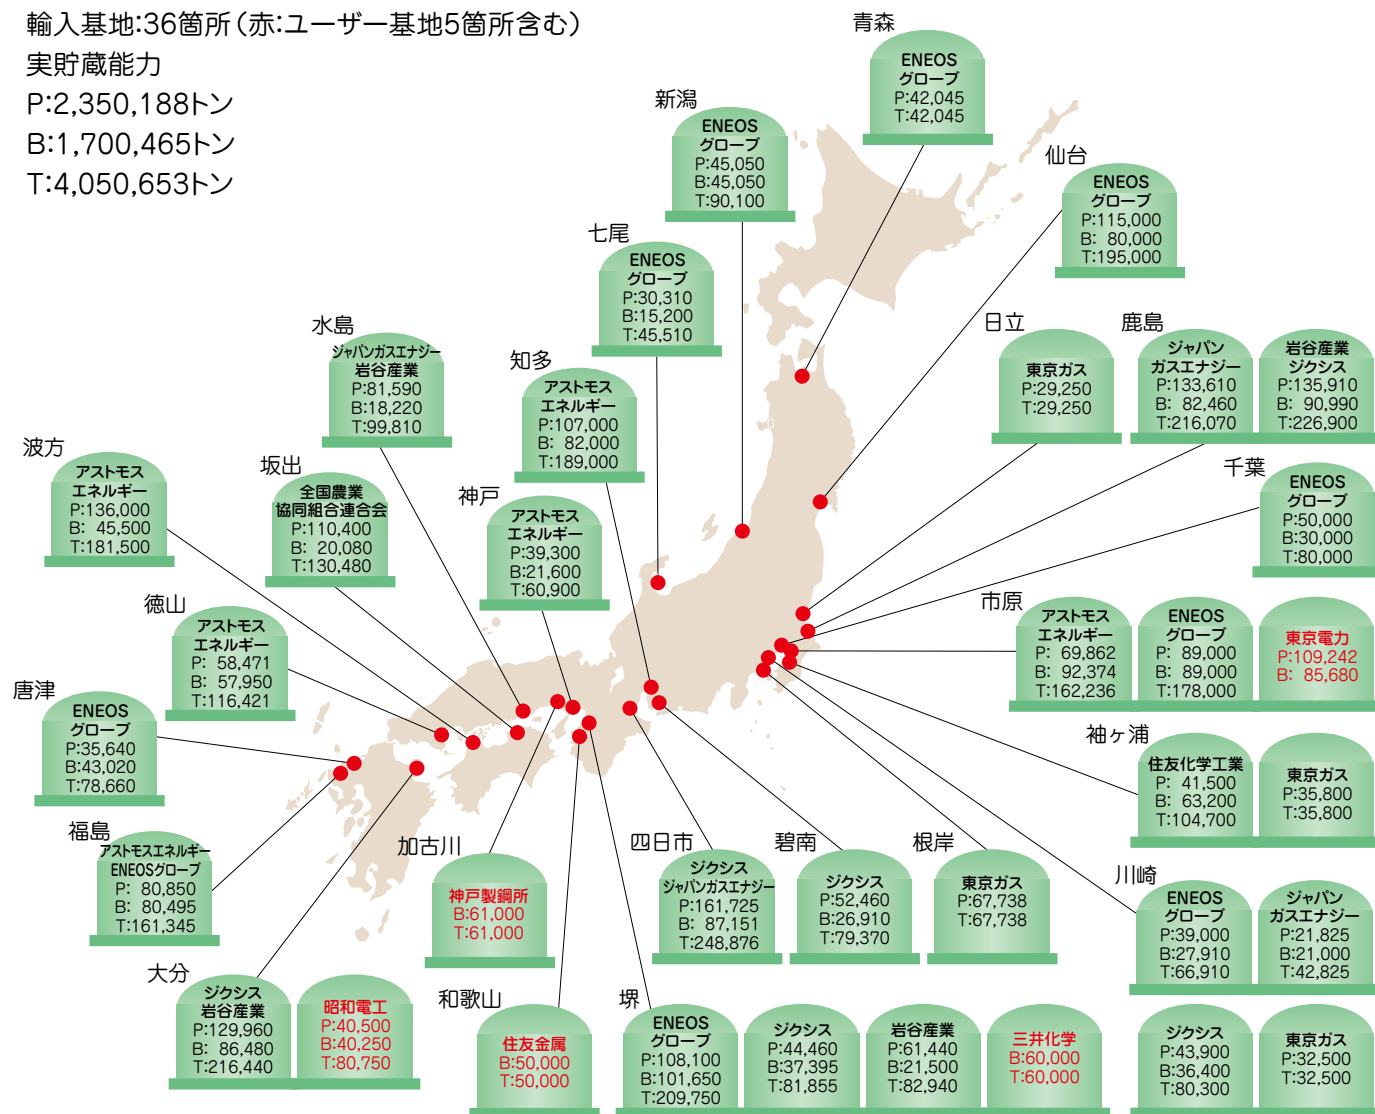 輸入基地:36箇所(赤:ユーザー基地5箇所含む)
実貯蔵能力
P:2,350,188トン
B:1,700,465トン
T:4,050,653トン
青森
ENEOS
グローブ
P:42,045
T:42,045
新潟
ENEOS
グローブ
P:45,050
B:45,050
T:90,100
仙台
ENEOS
グローブ
P:115,000
B: 80,000
T:195,000
七尾
ENEOS
グローブ
P:30,310
B:15,200
T:45,510
水島
ジャパンガスエナジー
岩谷産業
P:81,590
B:18,220
T:99,810
知多
アストモス
エネルギー
P:107,000
B: 82,000
T:189,000
日立
東京ガス
P:29,250
T:29,250
鹿島
ジャパン
ガスエナジー
P:133,610
B: 82,460
T:216,070
岩谷産業
ジクシス
P:135,910
B: 90,990
T:226,900
波方
アストモス
エネルギー
P:136,000
B: 45,500
T:181,500
坂出
全国農業
協同組合連合会
P:110,400
B: 20,080
T:130,480
神戸
アストモス
エネルギー
P:39,300
B:21,600
T:60,900
千葉
ENEOS
グローブ
P:50,000
B:30,000
T:80,000
徳山
アストモス
エネルギー
P: 58,471
B: 57,950
T:116,421
市原
アストモス
エネルギー
P: 69,862
B: 92,374
T:162,236
ENEOS
グローブ
P: 89,000
B: 89,000
T:178,000
東京電力
P:109,242
B: 85,680
唐津
ENEOS
グローブ
P:35,640
B:43,020
T:78,660
袖ヶ浦
住友化学工業
P: 41,500
B: 63,200
T:104,700
東京ガス
P:35,800
T:35,800
福島
アストモスエネルギー
ENEOSグローブ
P: 80,850
B: 80,495
T:161,345
加古川
神戸製鋼所
B:61,000
T:61,000
四日市
ジクシス
ジャパンガスエナジー
P:161,725
B: 87,151
T:248,876
碧南
ジクシス
P:52,460
B:26,910
T:79,370
根岸
東京ガス
P:67,738
T:67,738
川崎
ENEOS
グローブ
P:39,000
B:27,910
T:66,910
ジャパン
ガスエナジー
P:21,825
B:21,000
T:42,825
大分
ジクシス
岩谷産業
P:129,960
B: 86,480
T:216,440
昭和電工
P:40,500
B:40,250
T:80,750
和歌山
住友金属
B:50,000
T:50,000
堺
ENEOS
グローブ
P:108,100
B:101,650
T:209,750
ジクシス
P:44,460
B:37,395
T:81,855
岩谷産業
P:61,440
B:21,500
T:82,940
三井化学
B:60,000
T:60,000
ジクシス
P:43,900
B:36,400
T:80,300
東京ガス
P:32,500
T:32,500